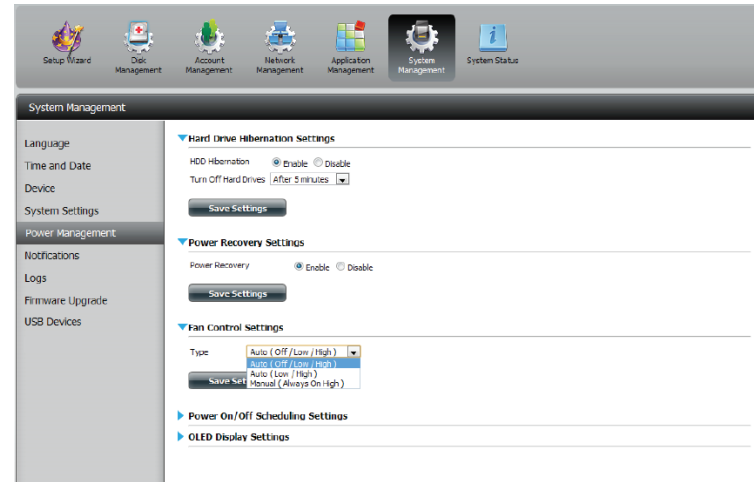 Setup Wizard
Disk Management
Account Management
Network Management
Application Management
System Management
System Status
System Management
Language
Time and Date
Device
System Settings
Power Management
Notifications
Logs
Firmware Upgrade
USB Devices
Hard Drive Hibernation Settings
HDD Hibernation Enable Disable
Turn Off Hard Drives After 5 minutes
Save Settings
Power Recovery Settings
Power Recovery Enable Disable
Save Settings
Fan Control Settings
Type Auto ( Off / Low / High )
Auto ( Off / Low / High )
Auto ( Low / High )
Manual ( Always On High )
Save Set
Power On/Off Scheduling Settings
OLED Display Settings